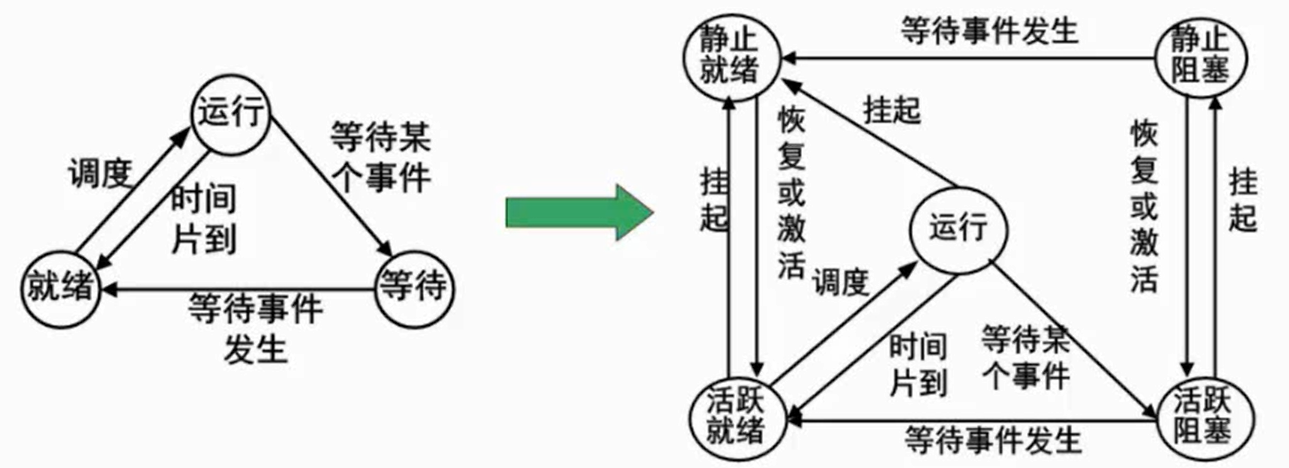 运行
等待某
个事件
调度
时间
片到
就绪
等待
等待事件
发生
静止
就绪
等待事件发生
静止
阻塞
挂起
恢
复
或
激
活
挂
起
恢
复
或
激
活
挂
起
运行
调度
时间
片到
等待某
个事件
活跃
就绪
等待事件发生
活跃
阻塞